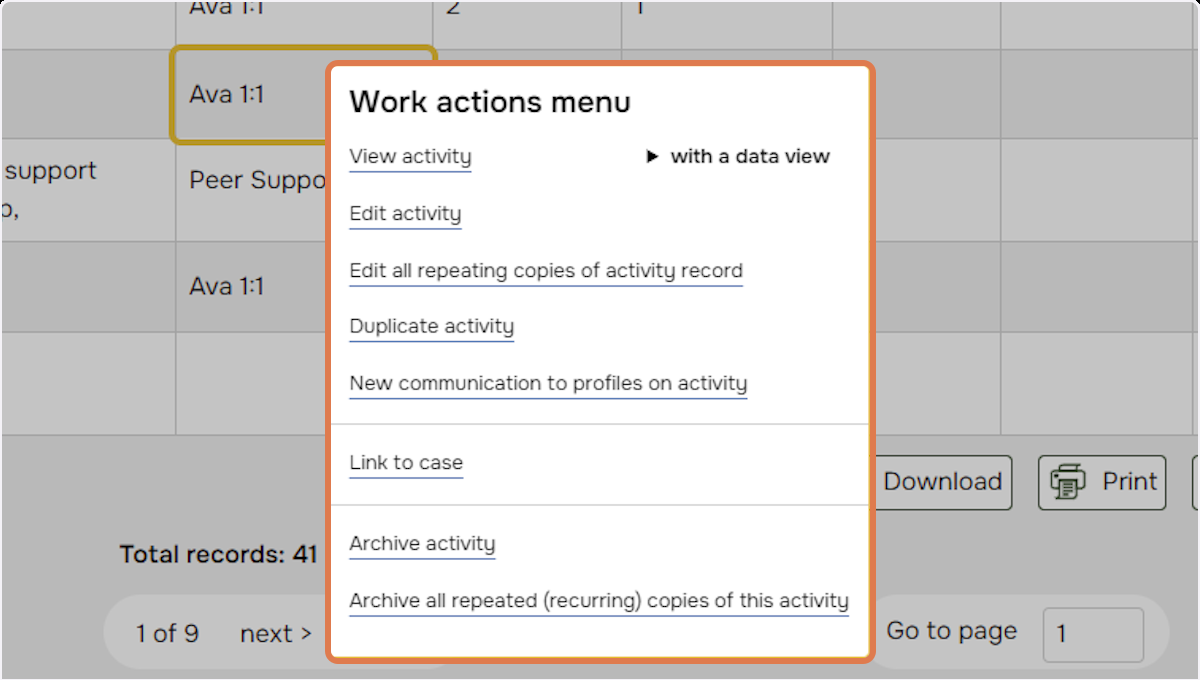 Ava 1:1 2 1
Ava 1:1
Work actions menu
View activity ▶ with a data view
support
Peer Suppo
Edit activity
Edit all repeating copies of activity record
Ava 1:1
Duplicate activity
New communication to profiles on activity
Link to case
Download Print
Archive activity
Total records: 41
Archive all repeated (recurring) copies of this activity
1 of 9 next > Go to page 1